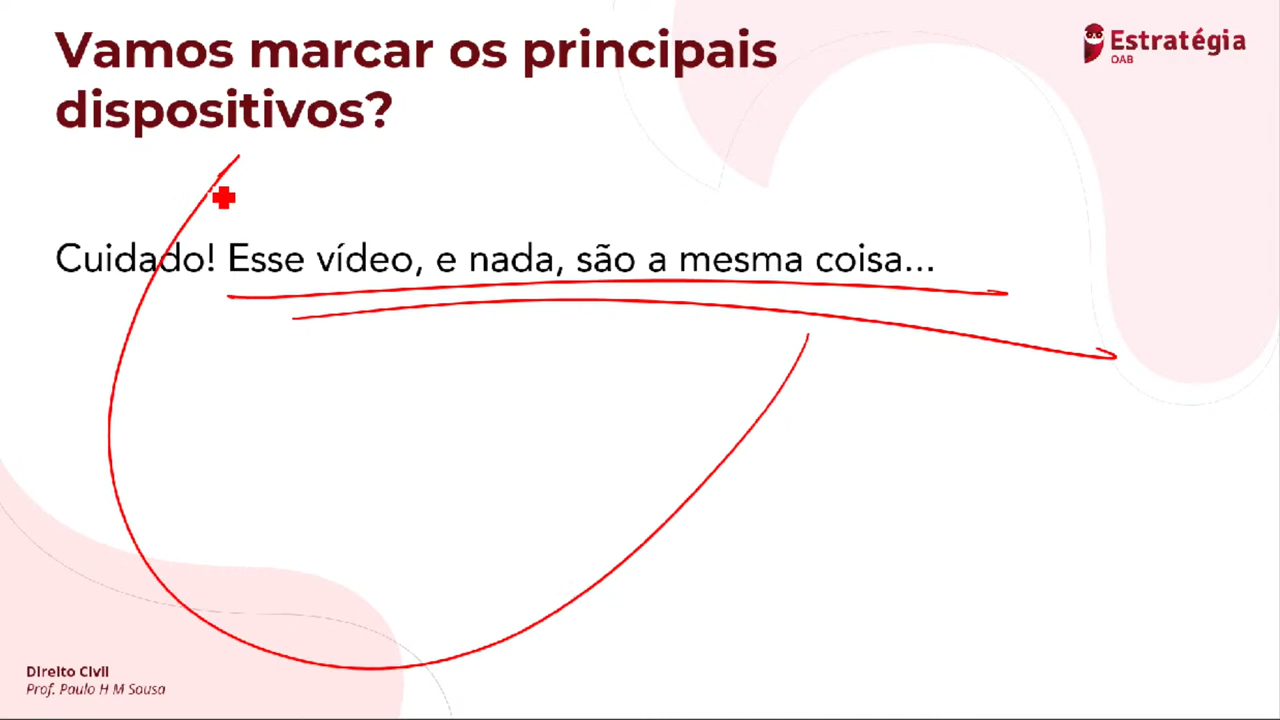 Vamos marcar os principais
dispositivos?
Estratégia
OAB
Cuidado! Esse vídeo, e nada, são a mesma coisa...
Direito Civil
Prof. Paulo H M Sousa